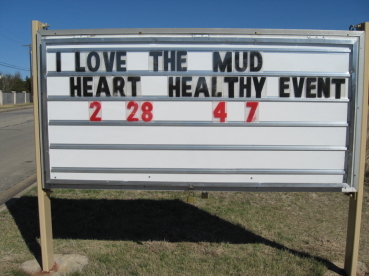 I LOVE THE MUD
HEART HEALTHY EVENT
2 28 4 7